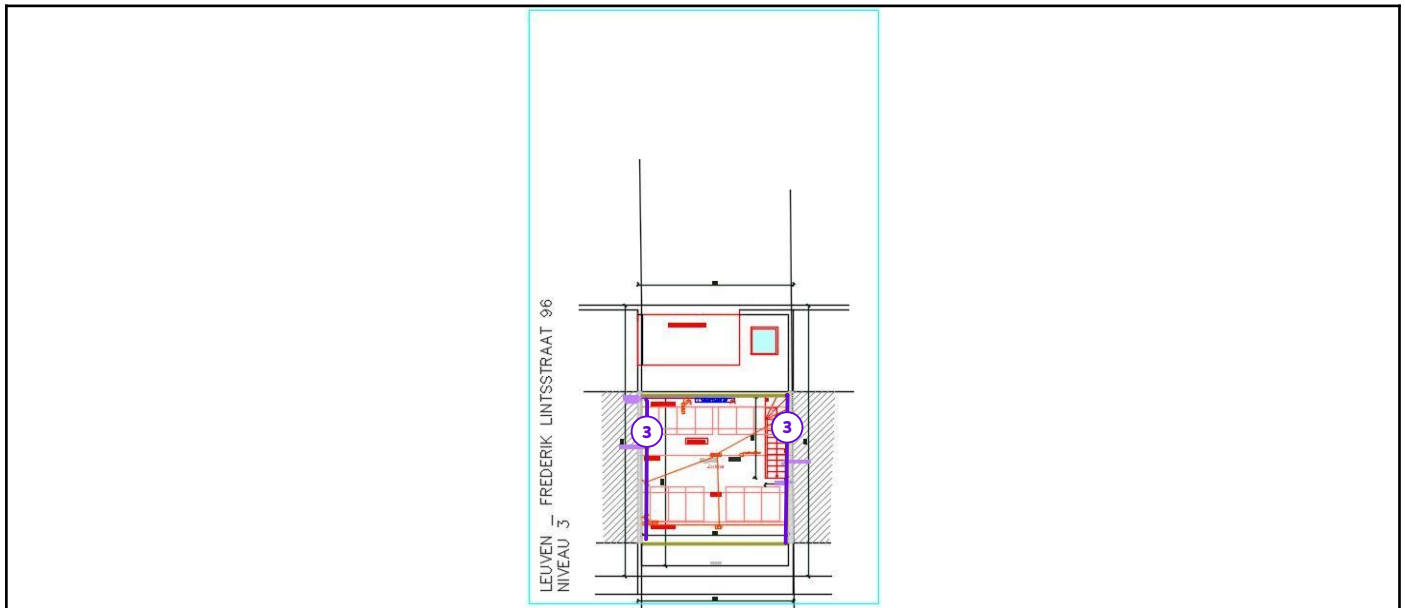 LEUVEN – FREDERIK LINTSSTRAAT 96
NIVEAU 3
3
3